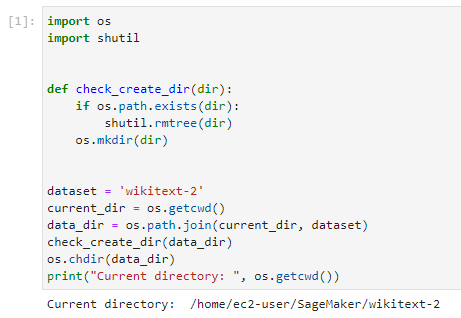 [1]: import os
import shutil
def check_create_dir(dir):
    if os.path.exists(dir):
        shutil.rmtree(dir)
    os.mkdir(dir)
dataset = 'wikitext-2'
current_dir = os.getcwd()
data_dir = os.path.join(current_dir, dataset)
check_create_dir(data_dir)
os.chdir(data_dir)
print("Current directory: ", os.getcwd())
Current directory:  /home/ec2-user/SageMaker/wikitext-2